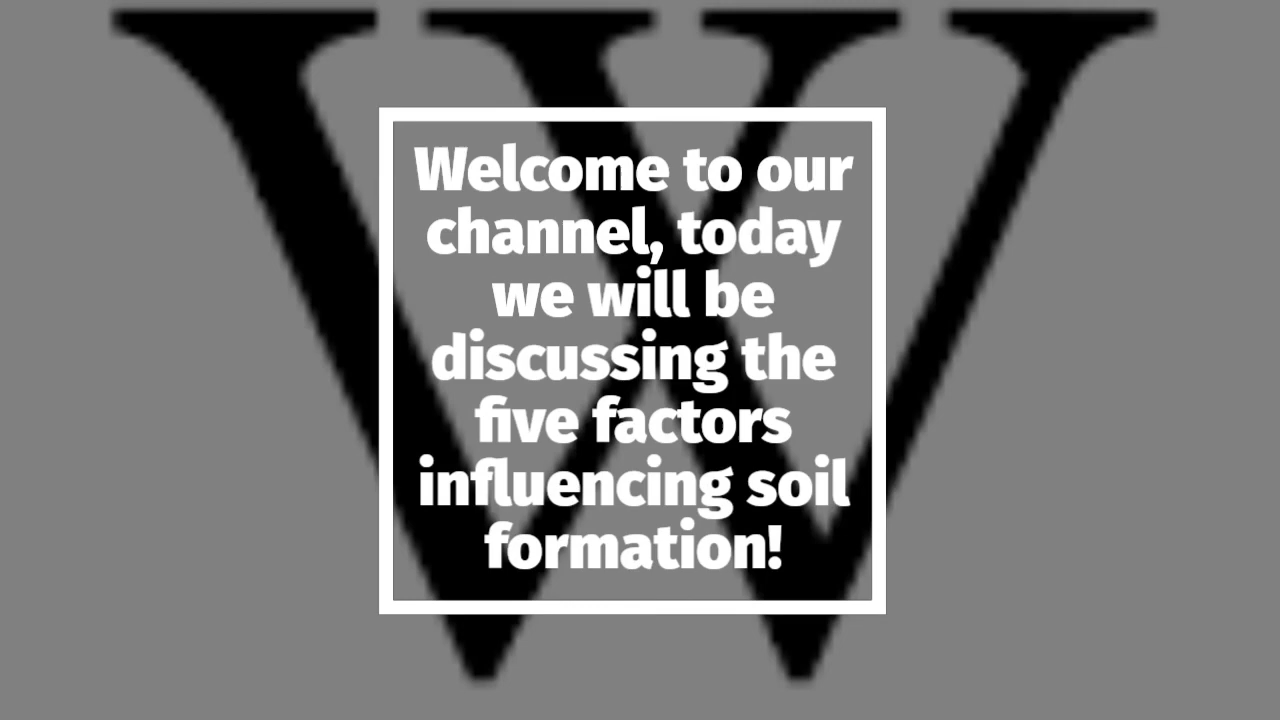 W
Welcome to our
channel, today
we will be
discussing the
five factors
influencing soil
formation!